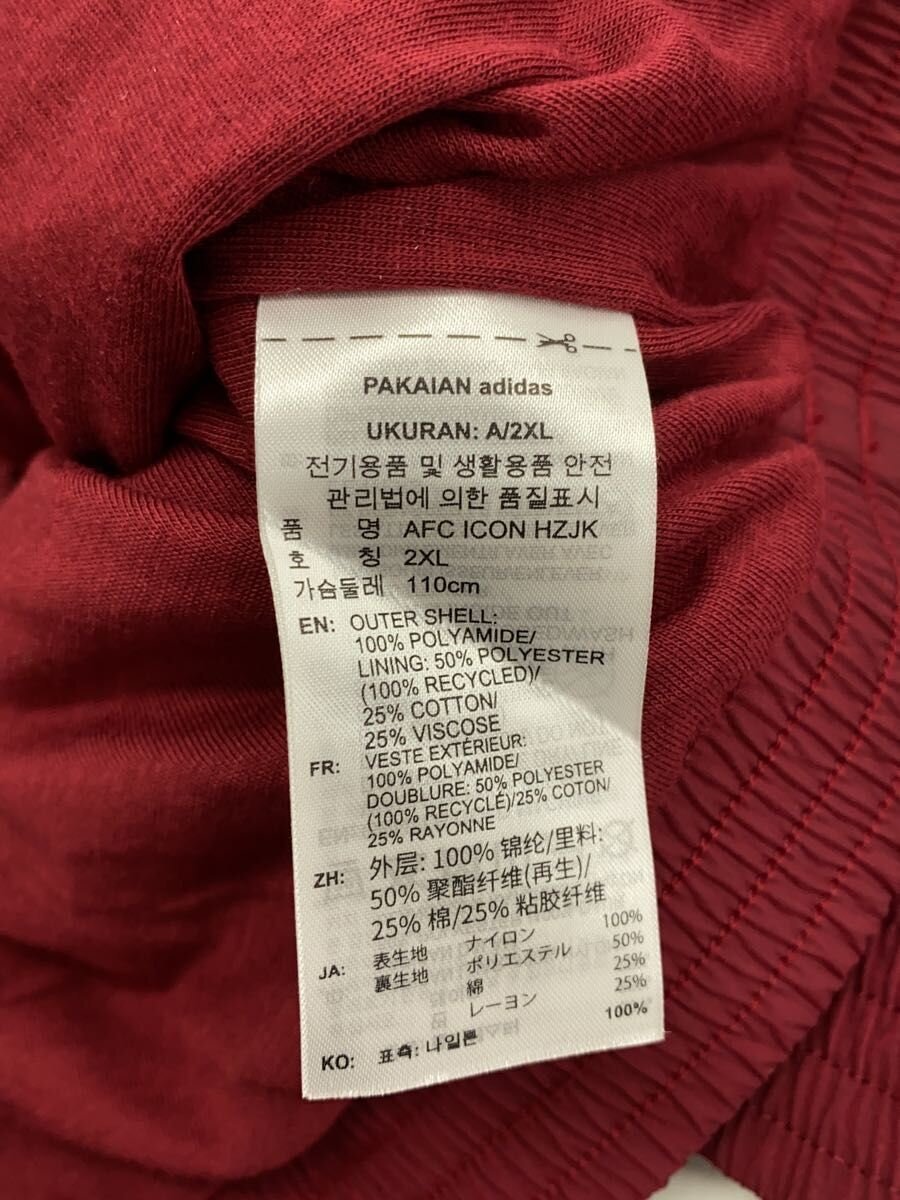 PAKAIAN adidas
UKURAN: A/2XL
전기용품 및 생활용품 안전
관리법에 의한 품질표시
품 명 AFC ICON HZJK
호 칭 2XL
가슴둘레 110cm
EN: OUTER SHELL:
100% POLYAMIDE/
LINING: 50% POLYESTER
(100% RECYCLED)/
25% COTTON/
25% VISCOSE
FR: VESTE EXTÉRIEUR:
100% POLYAMIDE/
DOUBLURE: 50% POLYESTER
(100% RECYCLÉ)/25% COTON/
25% RAYONNE
ZH: 外层: 100% 锦纶/里料:
50% 聚酯纤维(再生)/
25% 棉/25% 粘胶纤维
JA: 表生地 ナイロン 100%
裏生地 ポリエステル 50%
綿 25%
レーヨン 25%
KO: 표측: 나일론 100%